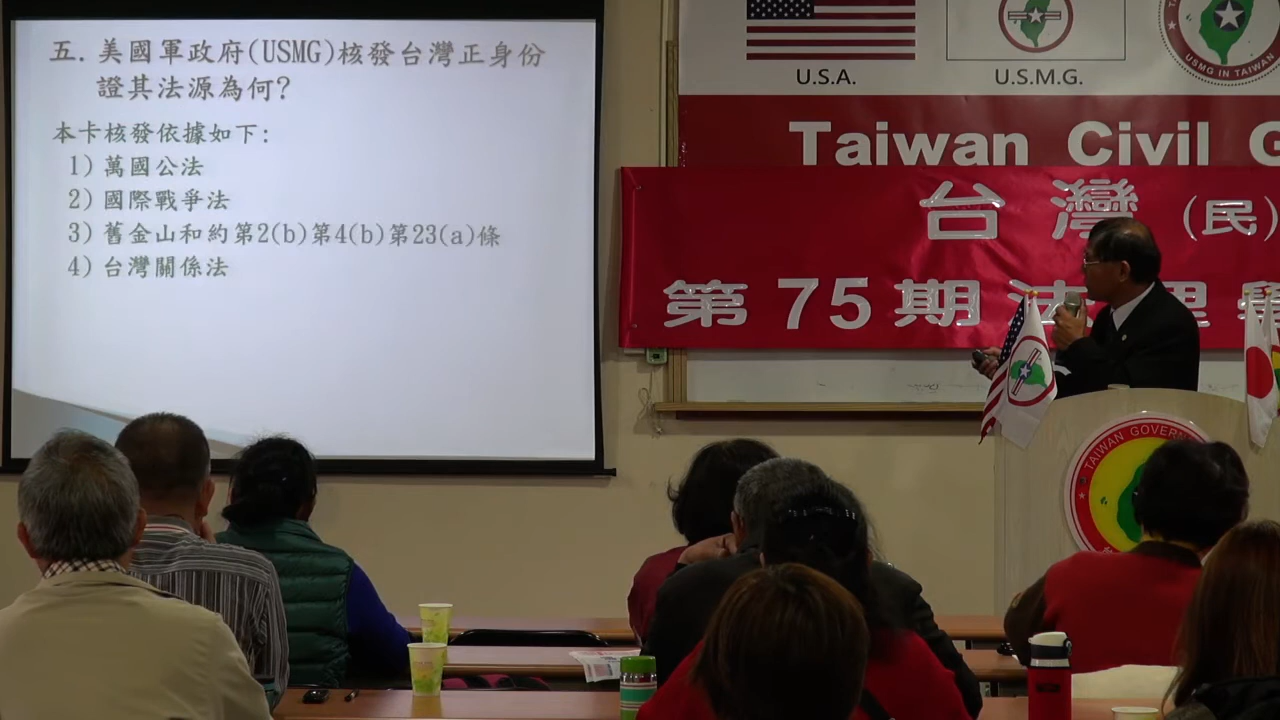 五. 美國軍政府(USMG)核發台灣正身份
證其法源為何?
本卡核發依據如下:
1) 萬國公法
2) 國際戰爭法
3) 舊金山和約第2(b)第4(b)第23(a)條
4) 台灣關係法
U.S.A.
U.S.M.G.
USMG IN TAIWAN
Taiwan Civil G
台灣(民)
第75期法理
TAIWAN GOVERN